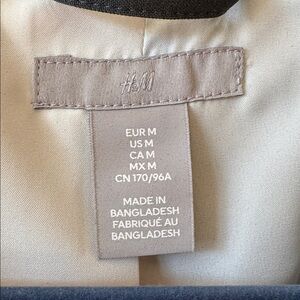 H&M
EUR M
US M
CA M
MX M
CN 170/96A
MADE IN
BANGLADESH
FABRIQUÉ AU
BANGLADESH